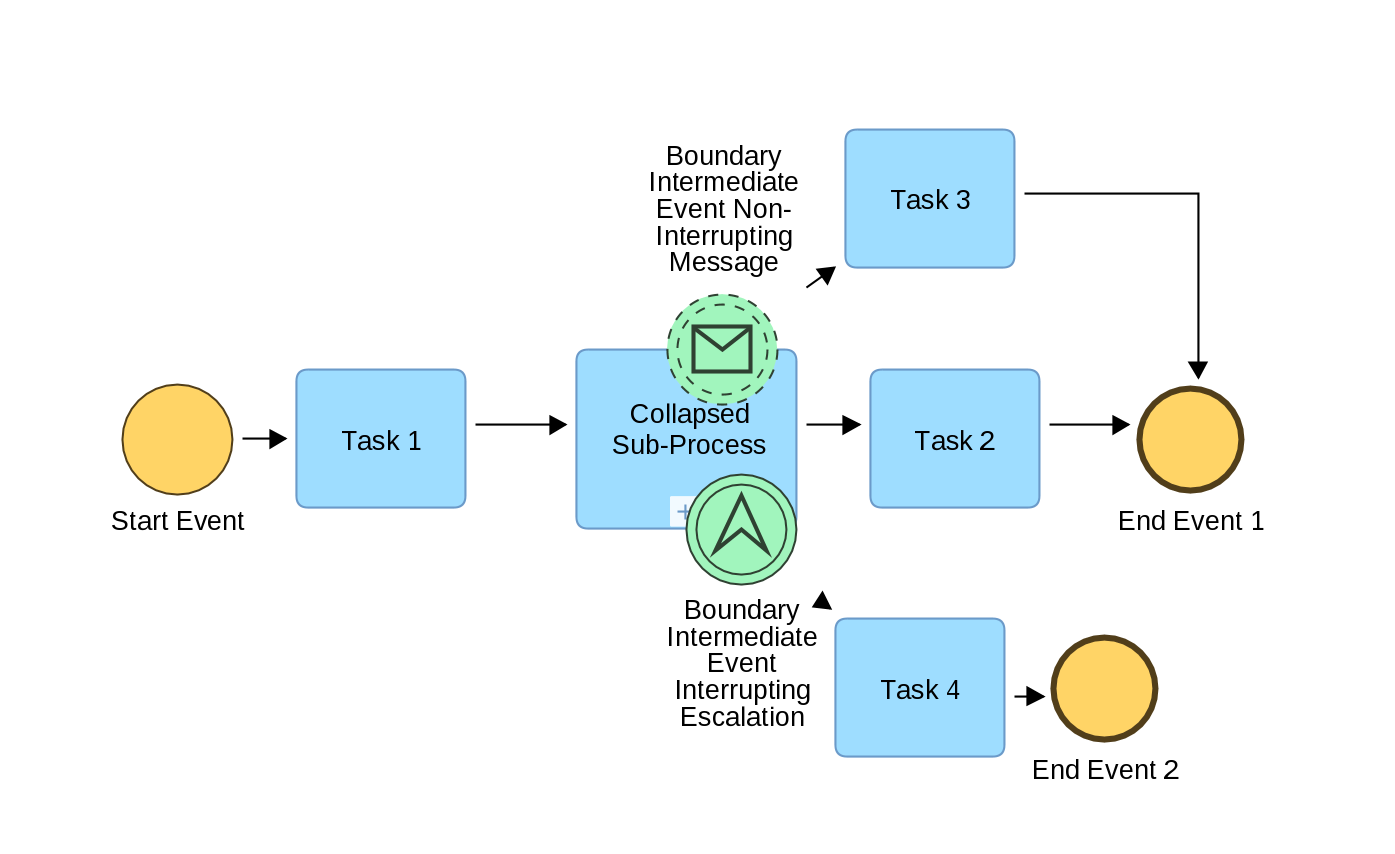 Boundary
Intermediate
Event Non-
Interrupting
Message
Task 3
Start Event
Task 1
Collapsed
Sub-Process
Task 2
End Event 1
Boundary
Intermediate
Event
Interrupting
Escalation
Task 4
End Event 2